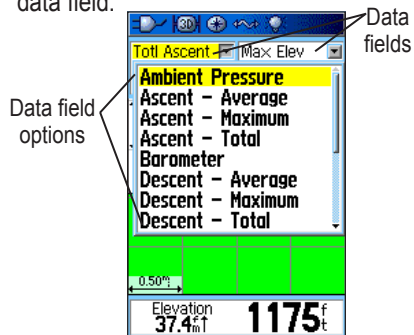 data field.
Data
fields
3D
Totl Ascent
Max Elev
Data field
options
Ambient Pressure
Ascent - Average
Ascent - Maximum
Ascent - Total
Barometer
Descent - Average
Descent - Maximum
Descent - Total
0.50
Elevation
37.4 1175